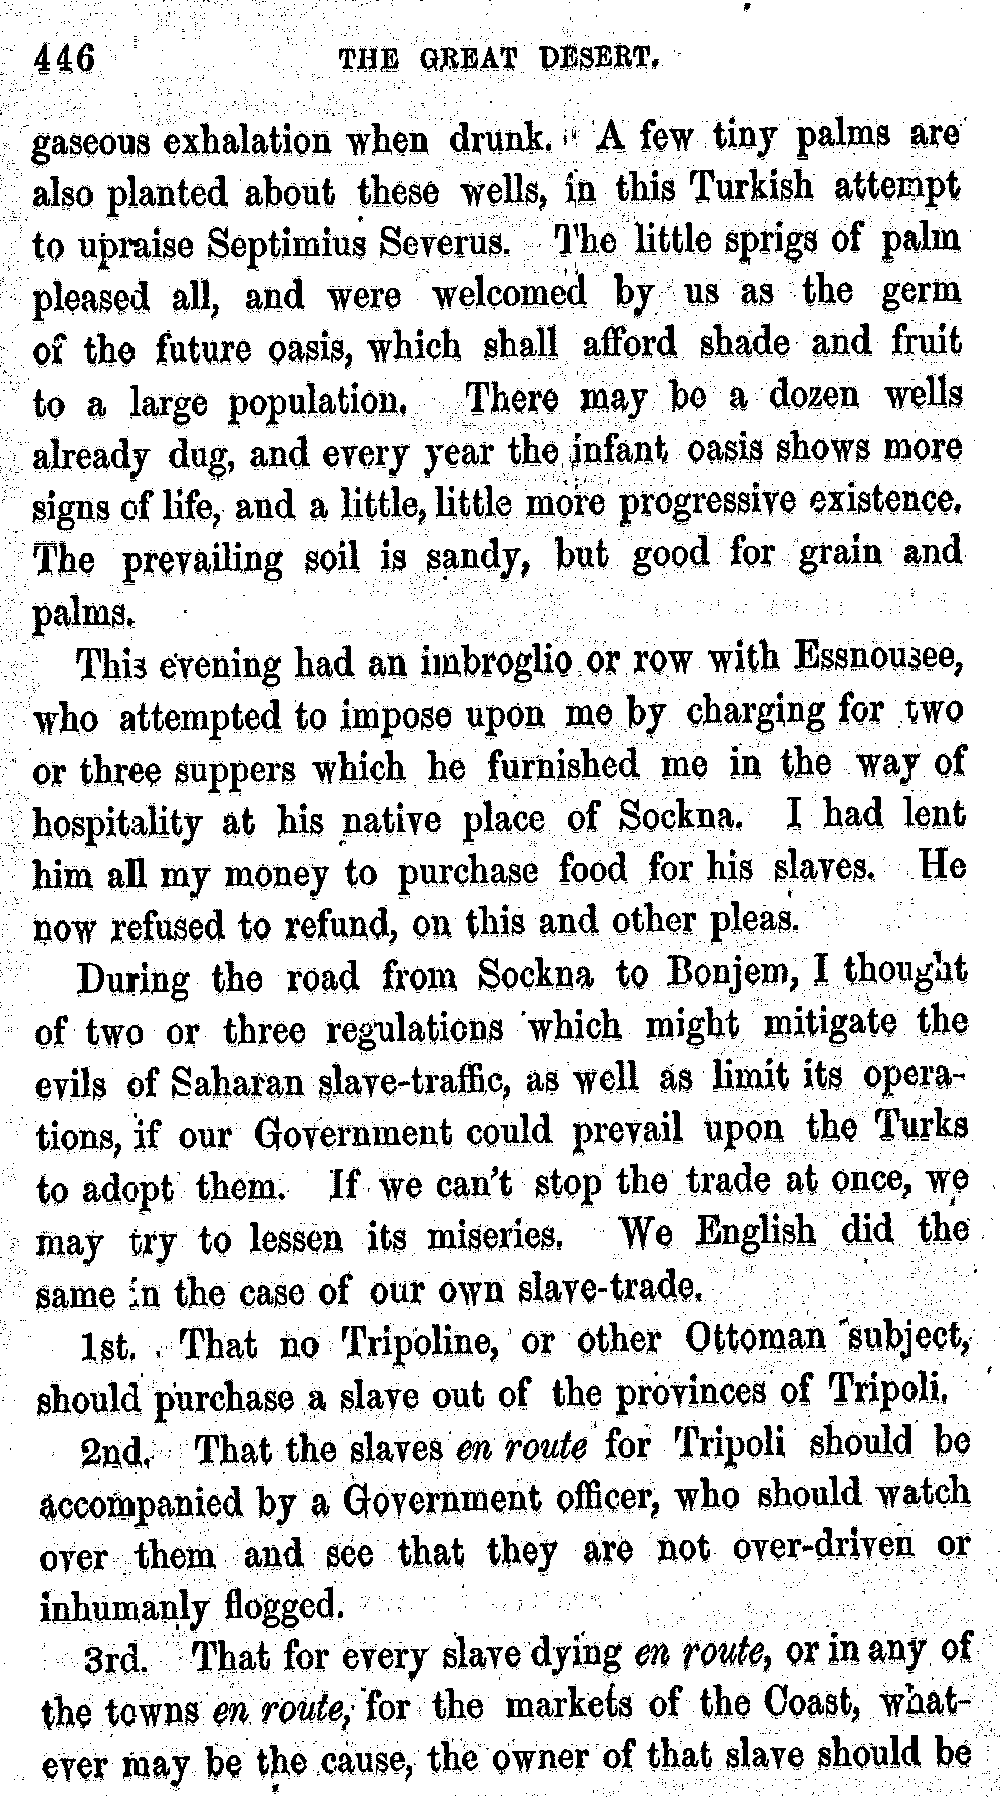 446 THE GREAT DESERT.
gaseous exhalation when drunk. A few tiny palms are
also planted about these wells, in this Turkish attempt
to upraise Septimius Severus. The little sprigs of palm
pleased all, and were welcomed by us as the germ
of the future oasis, which shall afford shade and fruit
to a large population. There may be a dozen wells
already dug, and every year the infant oasis shows more
signs of life, and a little, little more progressive existence.
The prevailing soil is sandy, but good for grain and
palms.
This evening had an imbroglio or row with Essnousee,
who attempted to impose upon me by charging for two
or three suppers which he furnished me in the way of
hospitality at his native place of Sockna. I had lent
him all my money to purchase food for his slaves. He
now refused to refund, on this and other pleas.
During the road from Sockna to Bonjem, I thought
of two or three regulations which might mitigate the
evils of Saharan slave-traffic, as well as limit its opera-
tions, if our Government could prevail upon the Turks
to adopt them. If we can't stop the trade at once, we
may try to lessen its miseries. We English did the
same in the case of our own slave-trade.
1st. That no Tripoline, or other Ottoman subject,
should purchase a slave out of the provinces of Tripoli.
2nd. That the slaves en route for Tripoli should be
accompanied by a Government officer, who should watch
over them and see that they are not over-driven or
inhumanly flogged.
3rd. That for every slave dying en route, or in any of
the towns en route, for the markets of the Coast, what-
ever may be the cause, the owner of that slave should be